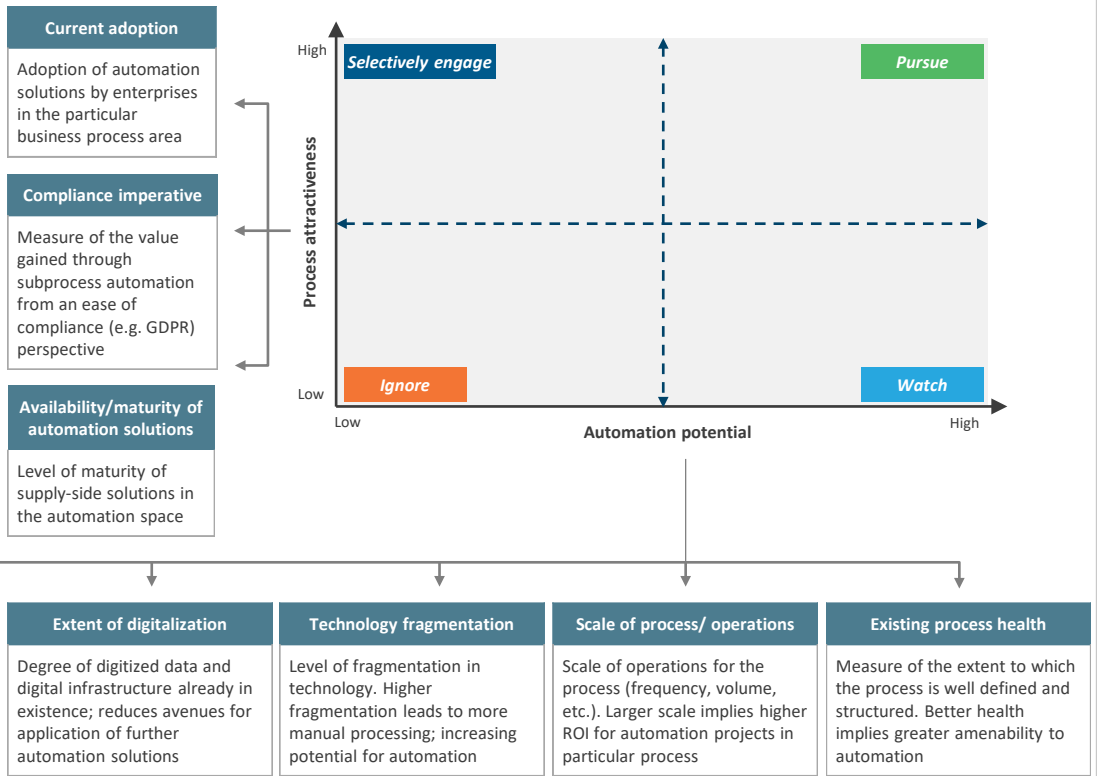 Current adoption
Adoption of automation
solutions by enterprises
in the particular
business process area
Compliance imperative
Measure of the value
gained through
subprocess automation
from an ease of
compliance (e.g. GDPR)
perspective
Availability/maturity of
automation solutions
Level of maturity of
supply-side solutions in
the automation space
Process attractiveness
High
Low
Selectively engage
Pursue
Ignore
Watch
Low
High
Automation potential
Extent of digitalization
Degree of digitized data and
digital infrastructure already in
existence; reduces avenues for
application of further
automation solutions
Technology fragmentation
Level of fragmentation in
technology. Higher
fragmentation leads to more
manual processing; increasing
potential for automation
Scale of process/ operations
Scale of operations for the
process (frequency, volume,
etc.). Larger scale implies higher
ROI for automation projects in
particular process
Existing process health
Measure of the extent to which
the process is well defined and
structured. Better health
implies greater amenability to
automation